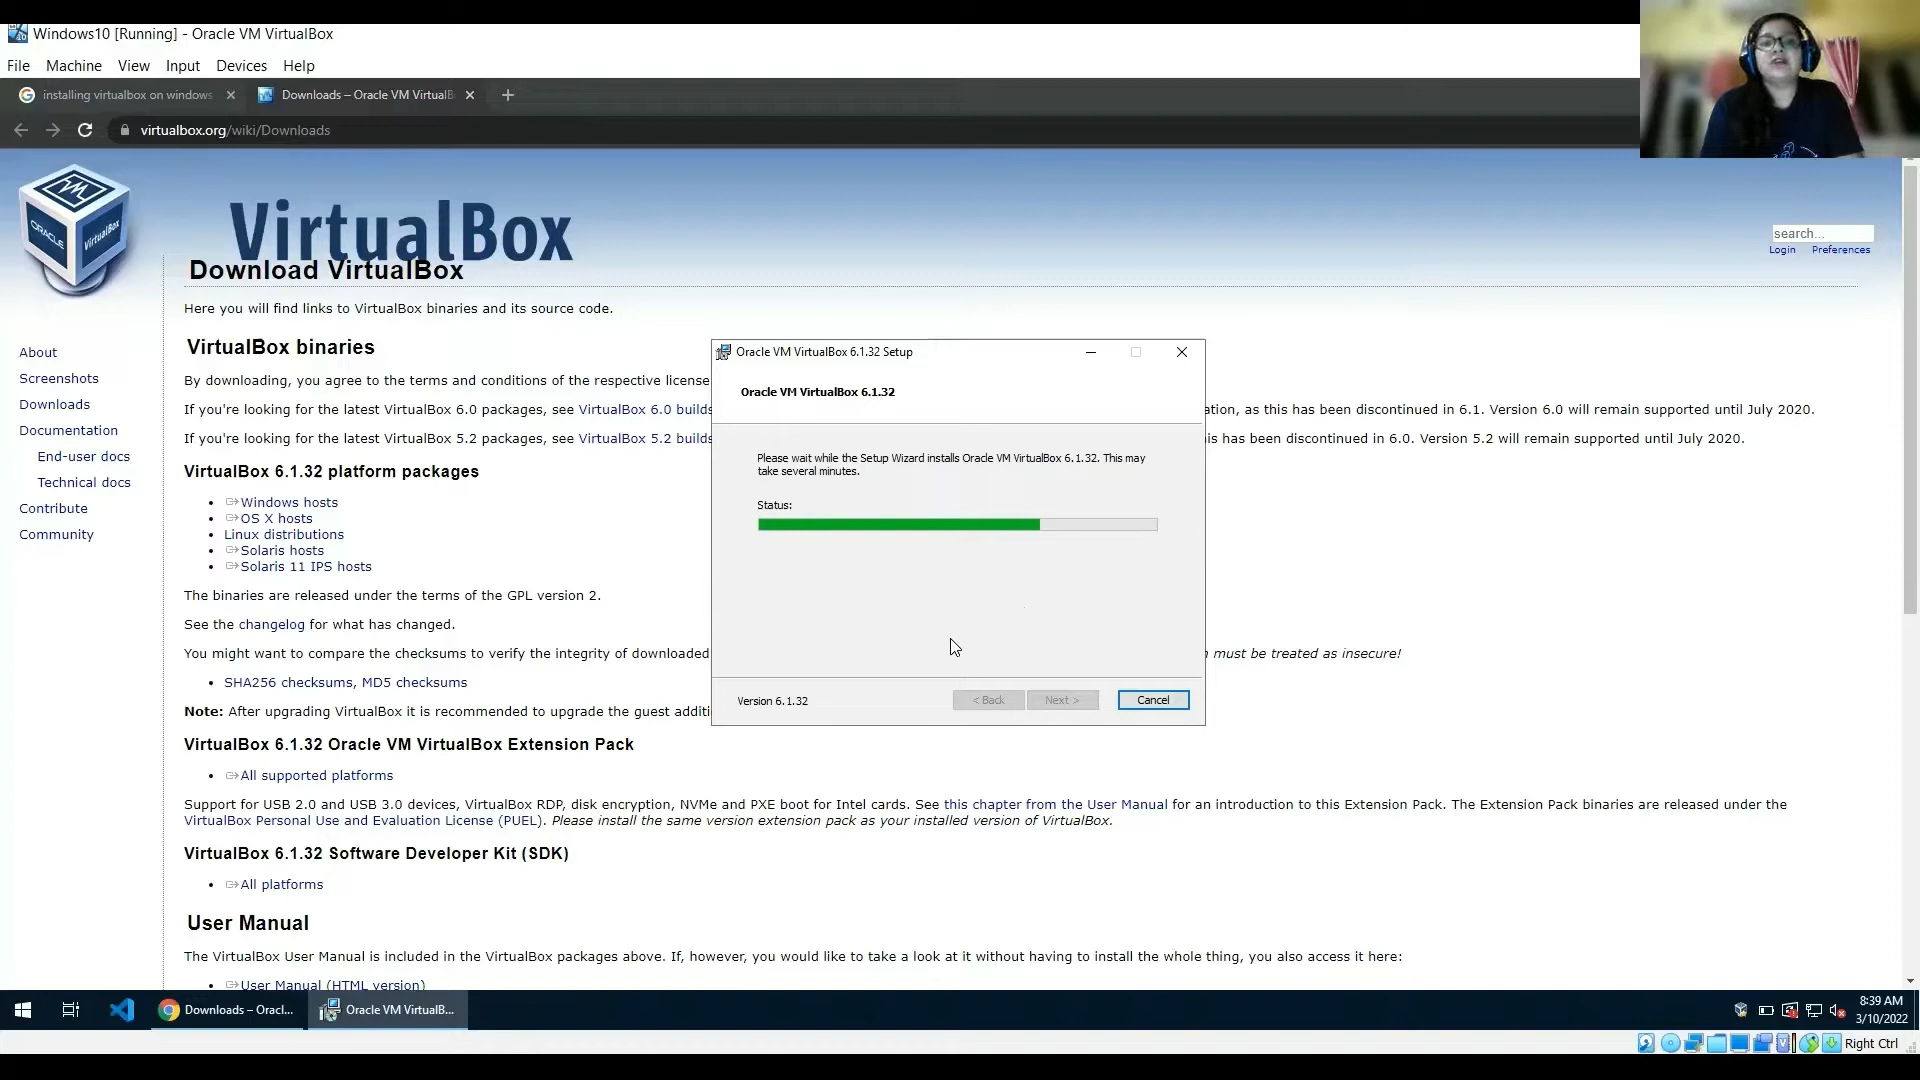 Windows10 [Running] - Oracle VM VirtualBox
File Machine View Input Devices Help
installing virtualbox on windows
Downloads – Oracle VM VirtualB
virtualbox.org/wiki/Downloads
ORACLE
VirtualBox
VirtualBox
search...
Login Preferences
Download VirtualBox
Here you will find links to VirtualBox binaries and its source code.
About
Screenshots
Downloads
Documentation
End-user docs
Technical docs
Contribute
Community
VirtualBox binaries
By downloading, you agree to the terms and conditions of the respective license
If you're looking for the latest VirtualBox 6.0 packages, see VirtualBox 6.0 builds ation, as this has been discontinued in 6.1. Version 6.0 will remain supported until July 2020.
If you're looking for the latest VirtualBox 5.2 packages, see VirtualBox 5.2 builds is has been discontinued in 6.0. Version 5.2 will remain supported until July 2020.
VirtualBox 6.1.32 platform packages
Windows hosts
OS X hosts
Linux distributions
Solaris hosts
Solaris 11 IPS hosts
The binaries are released under the terms of the GPL version 2.
See the changelog for what has changed.
You might want to compare the checksums to verify the integrity of downloaded must be treated as insecure!
SHA256 checksums, MD5 checksums
Note: After upgrading VirtualBox it is recommended to upgrade the guest additi
VirtualBox 6.1.32 Oracle VM VirtualBox Extension Pack
All supported platforms
Support for USB 2.0 and USB 3.0 devices, VirtualBox RDP, disk encryption, NVMe and PXE boot for Intel cards. See this chapter from the User Manual for an introduction to this Extension Pack. The Extension Pack binaries are released under the
VirtualBox Personal Use and Evaluation License (PUEL). Please install the same version extension pack as your installed version of VirtualBox.
VirtualBox 6.1.32 Software Developer Kit (SDK)
All platforms
User Manual
The VirtualBox User Manual is included in the VirtualBox packages above. If, however, you would like to take a look at it without having to install the whole thing, you also access it here:
User Manual (HTML version)
Oracle VM VirtualBox 6.1.32 Setup
Oracle VM VirtualBox 6.1.32
Please wait while the Setup Wizard installs Oracle VM VirtualBox 6.1.32. This may
take several minutes.
Status:
Version 6.1.32
< Back Next > Cancel
Downloads – Oracl...
Oracle VM VirtualB...
8:39 AM
3/10/2022
Right Ctrl